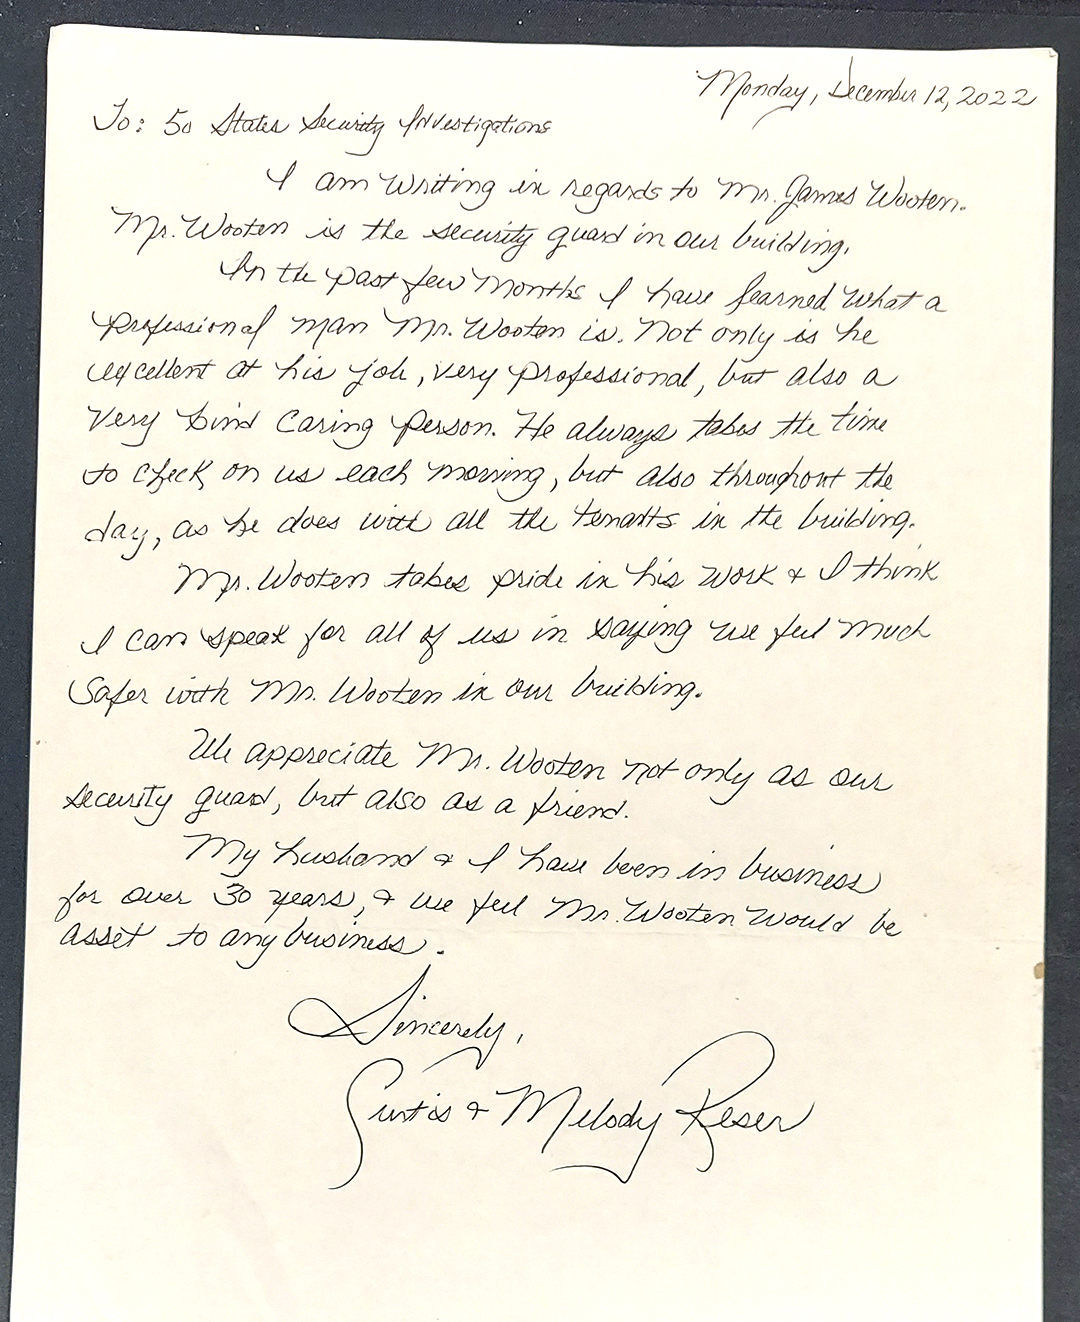 Monday, December 12, 2022
To: 50 States Security Investigations
I am writing in regards to Mr. James Wooten.
Mr. Wooten is the security guard in our building.
In the past few months I have learned what a
professional man Mr. Wooten is. Not only is he
excellent at his job, very professional, but also a
very kind caring person. He always takes the time
to check on us each morning, but also throughout the
day, as he does with all the tenants in the building.
Mr. Wooten takes pride in his work & I think
I can speak for all of us in saying we feel much
safer with Mr. Wooten in our building.
We appreciate Mr. Wooten not only as our
security guard, but also as a friend.
My husband & I have been in business
for over 30 years, & we feel Mr. Wooten would be
asset to any business.
Sincerely,
Curtis & Melody Reser